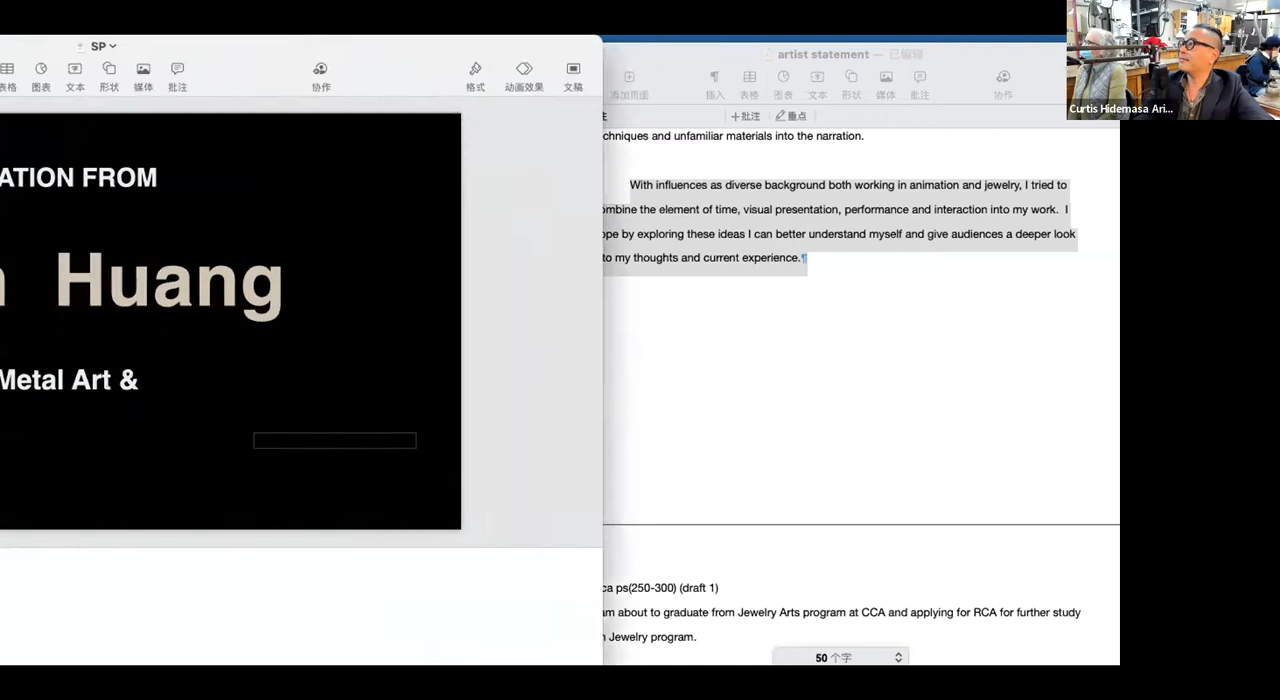 SP
表格
图表
文本
形状
媒体
批注
协作
格式
动画效果
文稿
ATION FROM
Huang
Metal Art &
artist statement — 已编辑
添加页面
插入
表格
图表
文本
形状
媒体
批注
协作
批注
重点
chniques and unfamiliar materials into the narration.
With influences as diverse background both working in animation and jewelry, I tried to
ombine the element of time, visual presentation, performance and interaction into my work. I
ope by exploring these ideas I can better understand myself and give audiences a deeper look
to my thoughts and current experience.¶
ca ps(250-300) (draft 1)
am about to graduate from Jewelry Arts program at CCA and applying for RCA for further study
n Jewelry program.
50 个字
Curtis Hidemasa Ari...